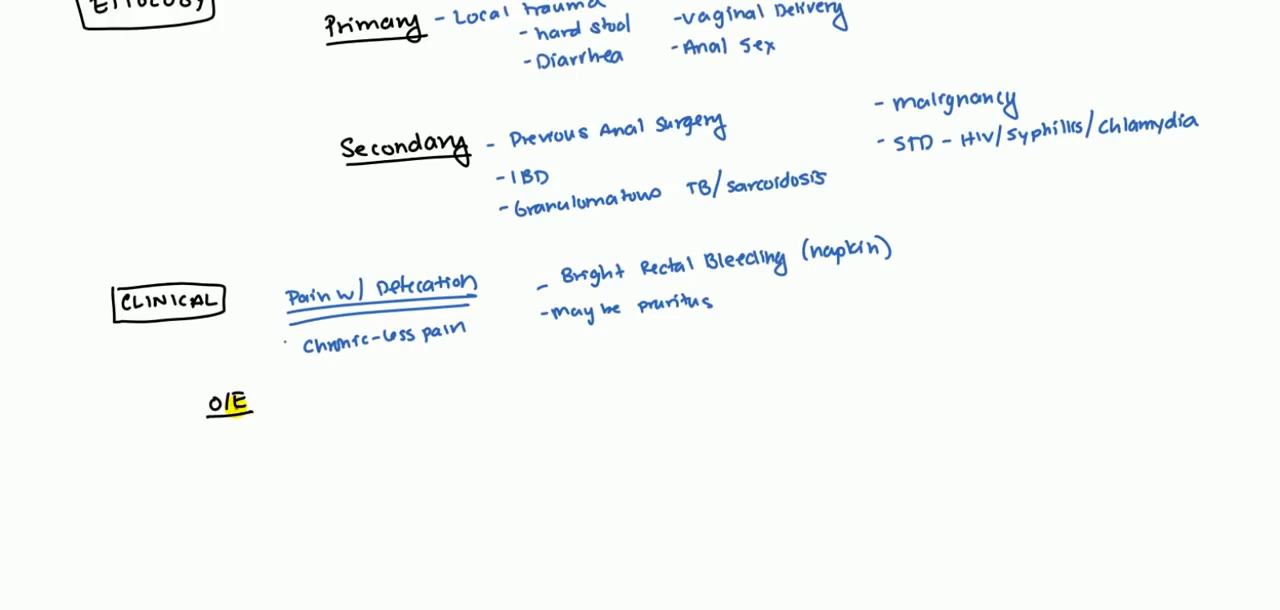 ETIOLOGY
Primary - Local trauma
- hard stool
- Diarrhea
- vaginal Delivery
- Anal sex
Secondary - Previous Anal Surgery
- IBD
- Granulomatous TB/sarcoidosis
- malignancy
- STD - HIV/Syphilis/Chlamydia
CLINICAL
Pain w/ Defecation
Chronic-less pain
- Bright Rectal Bleeding (napkin)
- May be pruritus
O/E